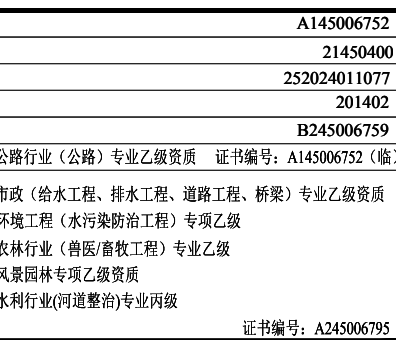 A145006752
21450400
252024011077
201402
B245006759
公路行业（公路）专业乙级资质 证书编号：A145006752（临）
市政（给水工程、排水工程、道路工程、桥梁）专业乙级资质
环境工程（水污染防治工程）专项乙级
农林行业（兽医/畜牧工程）专业乙级
风景园林专项乙级资质
水利行业(河道整治)专业丙级
证书编号：A245006795